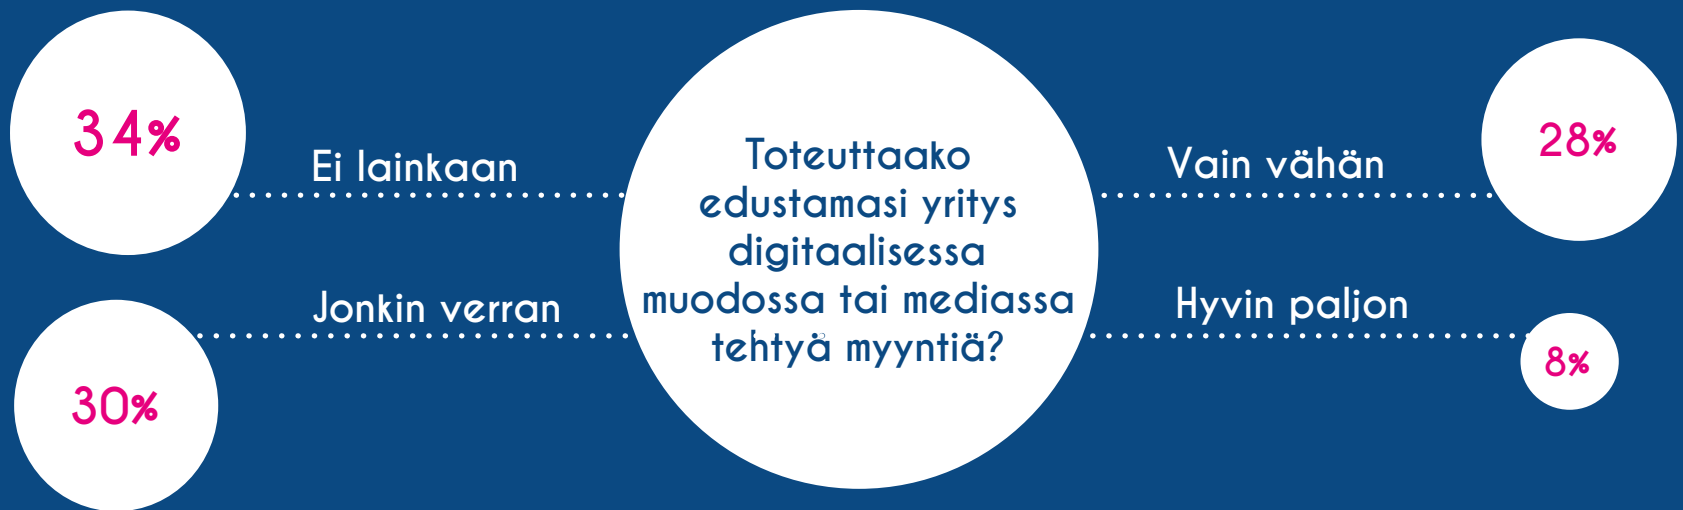 34%
Ei lainkaan
Jonkin verran
30%
Toteuttaako
edustamasi yritys
digitaalisessa
muodossa tai mediassa
tehtyä myyntiä?
Vain vähän
28%
Hyvin paljon
8%